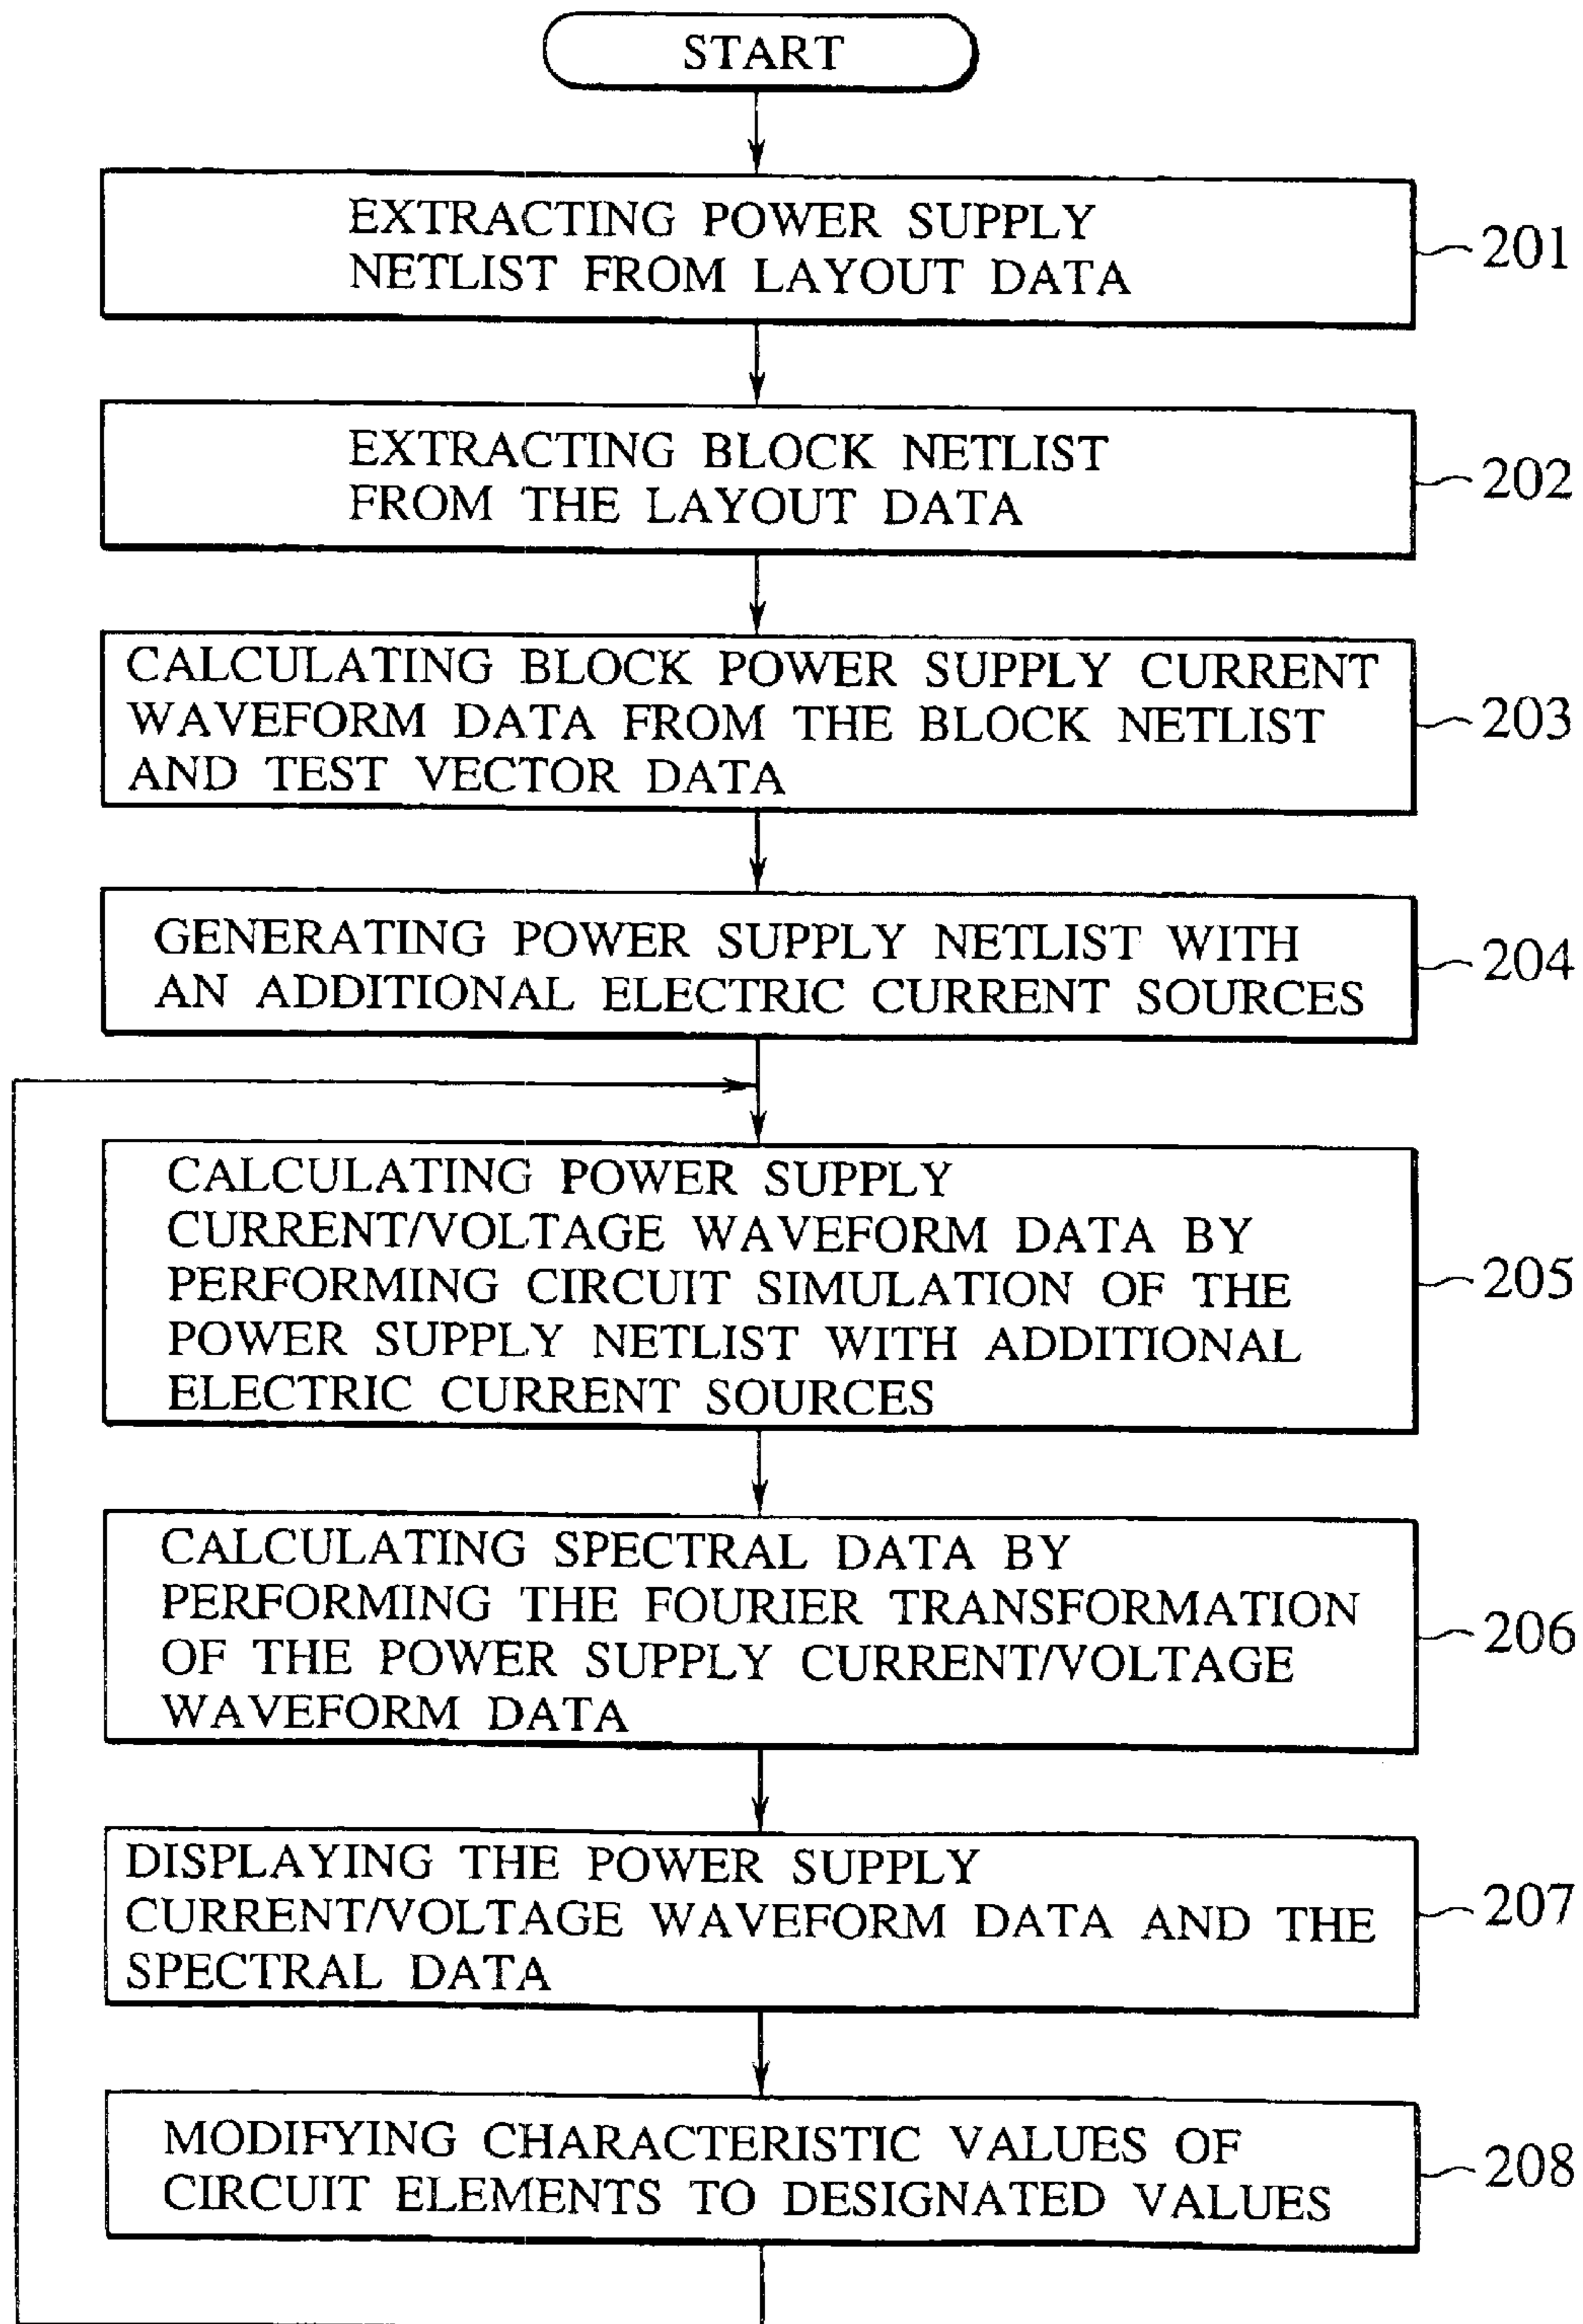 START
EXTRACTING POWER SUPPLY
NETLIST FROM LAYOUT DATA
201
EXTRACTING BLOCK NETLIST
FROM THE LAYOUT DATA
202
CALCULATING BLOCK POWER SUPPLY CURRENT
WAVEFORM DATA FROM THE BLOCK NETLIST
AND TEST VECTOR DATA
203
GENERATING POWER SUPPLY NETLIST WITH
AN ADDITIONAL ELECTRIC CURRENT SOURCES
204
CALCULATING POWER SUPPLY
CURRENT/VOLTAGE WAVEFORM DATA BY
PERFORMING CIRCUIT SIMULATION OF THE
POWER SUPPLY NETLIST WITH ADDITIONAL
ELECTRIC CURRENT SOURCES
205
CALCULATING SPECTRAL DATA BY
PERFORMING THE FOURIER TRANSFORMATION
OF THE POWER SUPPLY CURRENT/VOLTAGE
WAVEFORM DATA
206
DISPLAYING THE POWER SUPPLY
CURRENT/VOLTAGE WAVEFORM DATA AND THE
SPECTRAL DATA
207
MODIFYING CHARACTERISTIC VALUES OF
CIRCUIT ELEMENTS TO DESIGNATED VALUES
208